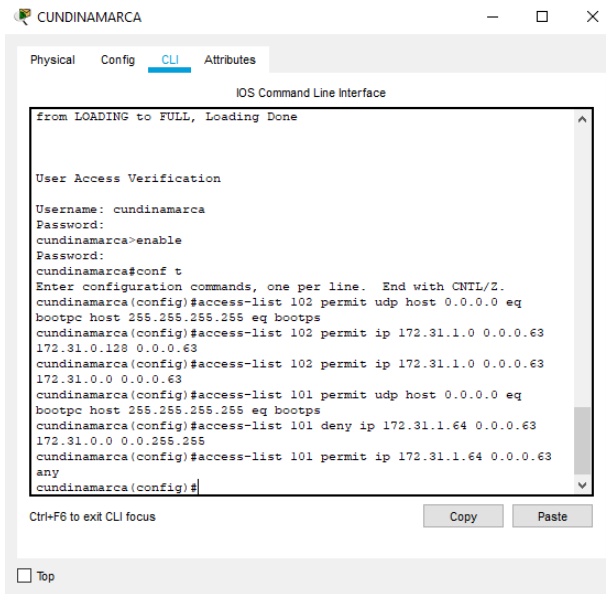 CUNDINAMARCA
Physical Config CLI Attributes
IOS Command Line Interface
from LOADING to FULL, Loading Done
User Access Verification
Username: cundinamarca
Password:
cundinamarca>enable
Password:
cundinamarca#conf t
Enter configuration commands, one per line. End with CNTL/Z.
cundinamarca(config)#access-list 102 permit udp host 0.0.0.0 eq
bootpc host 255.255.255.255 eq bootps
cundinamarca(config)#access-list 102 permit ip 172.31.1.0 0.0.0.63
172.31.0.128 0.0.0.63
cundinamarca(config)#access-list 102 permit ip 172.31.1.0 0.0.0.63
172.31.0.0 0.0.0.63
cundinamarca(config)#access-list 101 permit udp host 0.0.0.0 eq
bootpc host 255.255.255.255 eq bootps
cundinamarca(config)#access-list 101 deny ip 172.31.1.64 0.0.0.63
172.31.0.0 0.0.255.255
cundinamarca(config)#access-list 101 permit ip 172.31.1.64 0.0.0.63
any
cundinamarca(config)#
Ctrl+F6 to exit CLI focus
Copy Paste
Top